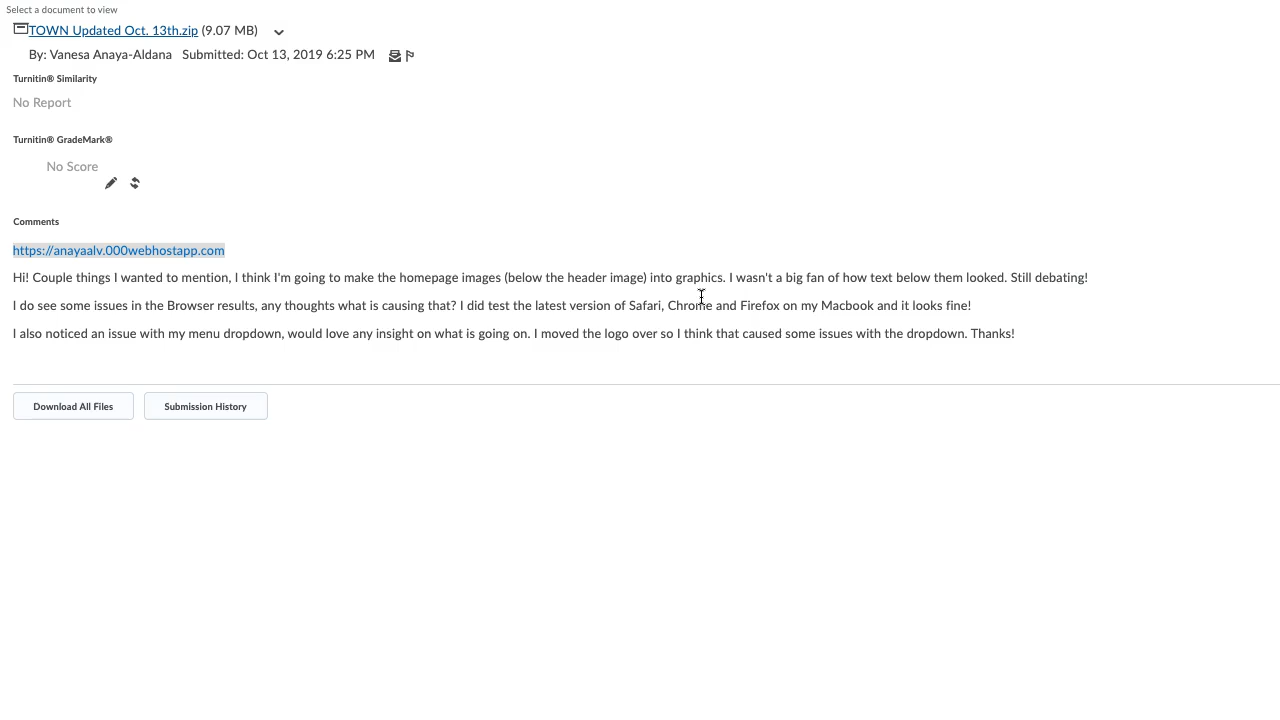 Select a document to view
TOWN Updated Oct. 13th.zip (9.07 MB)
By: Vanesa Anaya-Aldana Submitted: Oct 13, 2019 6:25 PM
Turnitin® Similarity
No Report
Turnitin® GradeMark®
No Score
Comments
https://anayaalv.000webhostapp.com
Hi! Couple things I wanted to mention, I think I'm going to make the homepage images (below the header image) into graphics. I wasn't a big fan of how text below them looked. Still debating!
I do see some issues in the Browser results, any thoughts what is causing that? I did test the latest version of Safari, Chrome and Firefox on my Macbook and it looks fine!
I also noticed an issue with my menu dropdown, would love any insight on what is going on. I moved the logo over so I think that caused some issues with the dropdown. Thanks!
Download All Files Submission History